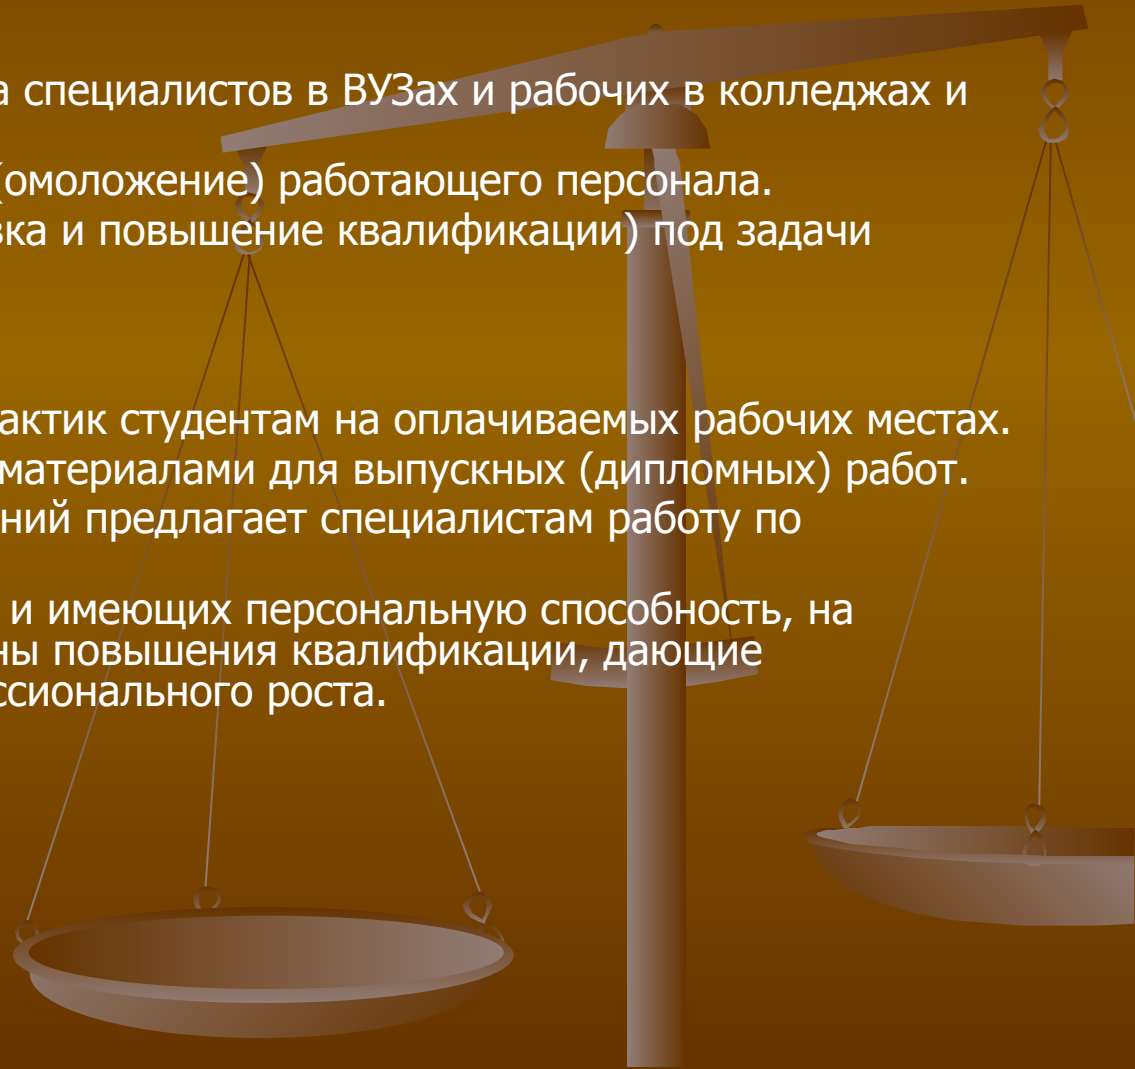 а специалистов в ВУЗах и рабочих в колледжах и
(омоложение) работающего персонала.
вка и повышение квалификации) под задачи
актик студентам на оплачиваемых рабочих местах.
материалами для выпускных (дипломных) работ.
ний предлагает специалистам работу по
и имеющих персональную способность, на
ны повышения квалификации, дающие
ссионального роста.